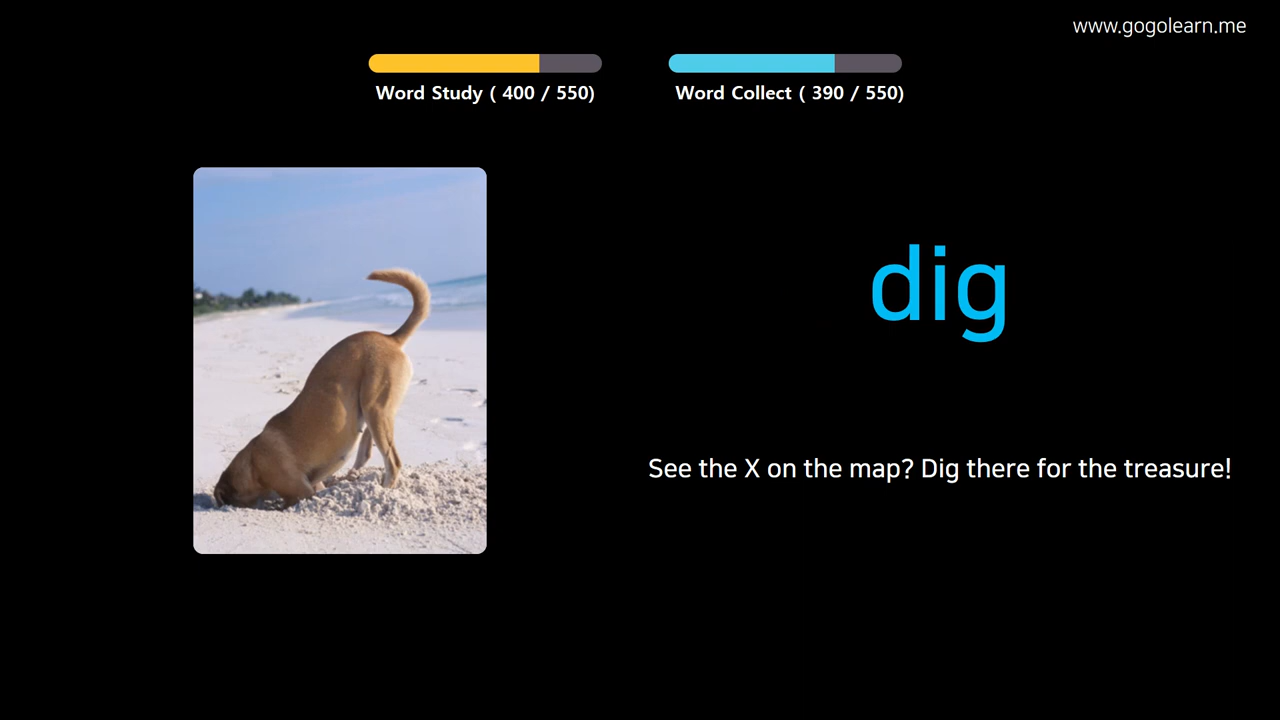 www.gogolearn.me
Word Study ( 400 / 550)
Word Collect ( 390 / 550)
dig
See the X on the map? Dig there for the treasure!